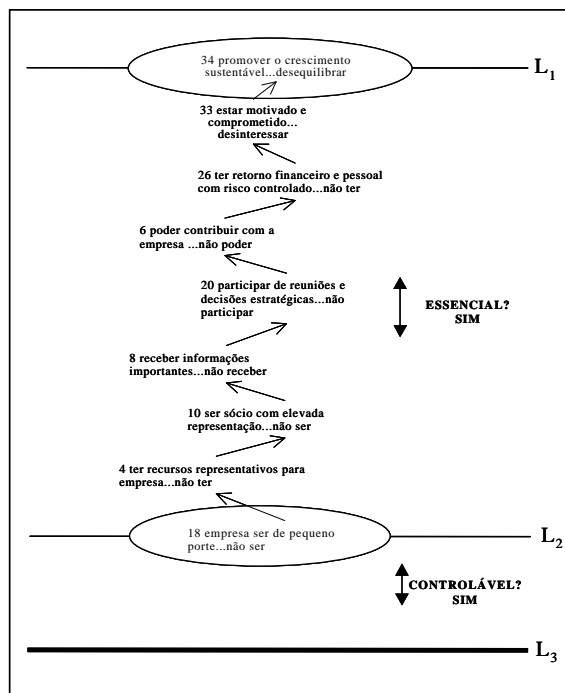 34 promover o crescimento
sustentável...desequilibrar
L1
33 estar motivado e
comprometido...
desinteressar
26 ter retorno financeiro e pessoal
com risco controlado...não ter
6 poder contribuir com a
empresa ...não poder
20 participar de reuniões e
decisões estratégicas...não
participar
ESSENCIAL?
SIM
8 receber informações
importantes...não receber
10 ser sócio com elevada
representação...não ser
4 ter recursos representativos para
empresa...não ter
18 empresa ser de pequeno
porte...não ser
L2
CONTROLÁVEL?
SIM
L3